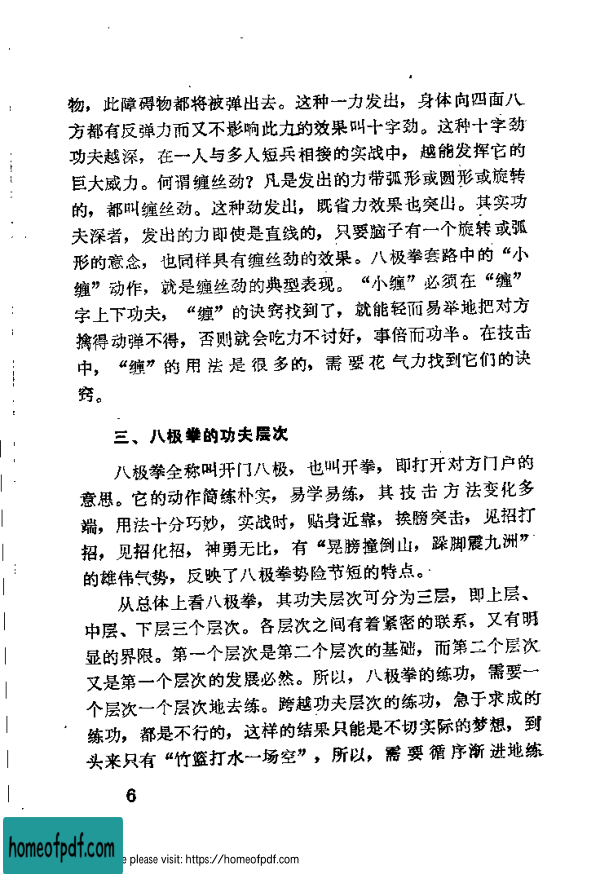 物，此障碍物都将被弹出去。这种一力发出，身体向四面八
方都有反弹力而又不影响此力的效果叫十字劲。这种十字劲
功夫越深，在一人与多人短兵相接的实战中，越能发挥它的
巨大威力。何谓缠丝劲？凡是发出的力带弧形或圆形或旋转
的，都叫缠丝劲。这种劲发出，既省力效果也突出。其实功
夫深者，发出的力即使是直线的，只要脑子有一个旋转或弧
形的意念，也同样具有缠丝劲的效果。八极拳套路中的“小
缠”动作，就是缠丝劲的典型表现。“小缠”必须在“缠”
字上下功夫，“缠”的诀窍找到了，就能轻而易举地把对方
擒得动弹不得，否则就会吃力不讨好，事倍而功半。在技击
中，“缠”的用法是很多的，需要花气力找到它们的诀
窍。
三、八极拳的功夫层次
八极拳全称叫开门八极，也叫开拳，即打开对方门户的
意思。它的动作简练朴实，易学易练，其技击方法变化多
端，用法十分巧妙，实战时，贴身近靠，挨膀突击，见招打
招，见招化招，神勇无比，有“晃膀撞倒山，跺脚震九洲”
的雄伟气势，反映了八极拳势险节短的特点。
从总体上看八极拳，其功夫层次可分为三层，即上层、
中层、下层三个层次。各层次之间有着紧密的联系，又有明
显的界限。第一个层次是第二个层次的基础，而第二个层次
又是第一个层次的发展必然。所以，八极拳的练功，需要一
个层次一个层次地去练。跨越功夫层次的练功，急于求成的
练功，都是不行的，这样的结果只能是不切实际的梦想，到
头来只有“竹篮打水一场空”，所以，需要循序渐进地练
6
homeofpdf.com
e please visit: https://homeofpdf.com